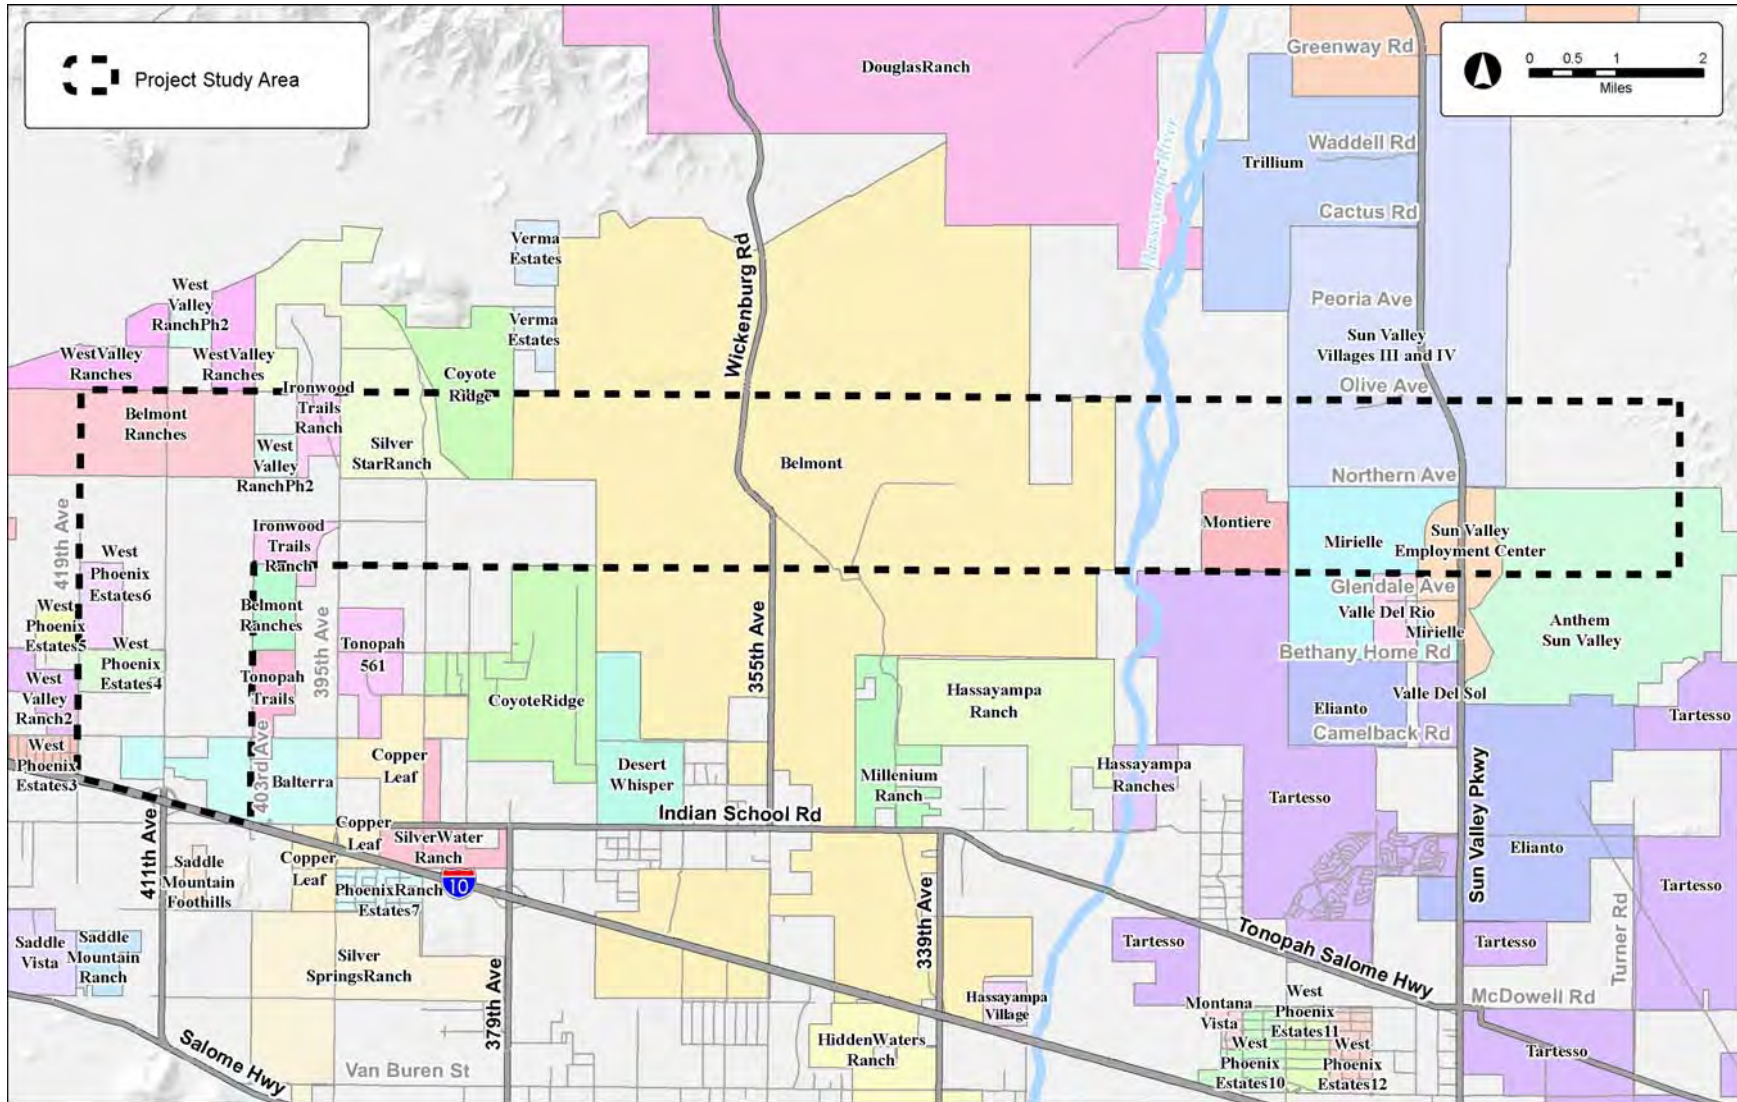 Project Study Area
0 0.5 1 2
Miles
Greenway Rd
DouglasRanch
Waddell Rd
Trillium
Hassayampa River
Cactus Rd
Verma
Estates
Wickenburg Rd
West
Valley
RanchPh2
Peoria Ave
Verma
Estates
Sun Valley
Villages III and IV
WestValley
Ranches
WestValley
Ranches
Coyote
Ridge
Olive Ave
Ironwood
Trails
Ranch
Belmont
Ranches
Silver
StarRanch
West
Valley
RanchPh2
Belmont
Northern Ave
419th Ave
Ironwood
Trails
Ranch
Montiere
Mirielle
Sun Valley
Employment Center
West
Phoenix
Estates6
Glendale Ave
West
Phoenix
Estates5
Belmont
Ranches
395th Ave
355th Ave
Valle Del Rio
Mirielle
Anthem
Sun Valley
Tonopah
561
West
Phoenix
Estates4
Bethany Home Rd
West
Valley
Ranch2
Tonopah
Trails
CoyoteRidge
Hassayampa
Ranch
Valle Del Sol
Elianto
Tartesso
Camelback Rd
West
Phoenix
Estates3
403rd Ave
Balterra
Copper
Leaf
Desert
Whisper
Millenium
Ranch
Hassayampa
Ranches
Tartesso
Sun Valley Pkwy
Indian School Rd
411th Ave
Copper
Leaf
SilverWater
Ranch
Copper
Leaf
Saddle
Mountain
Foothills
10
PhoenixRanch
Estates7
339th Ave
Elianto
Tartesso
Turner Rd
Saddle
Vista
Saddle
Mountain
Ranch
Silver
SpringsRanch
379th Ave
Tartesso
Tonopah Salome Hwy
Tartesso
Hassayampa
Village
McDowell Rd
Montana
Vista
West
Phoenix
Estates11
HiddenWaters
Ranch
West
Phoenix
Estates10
West
Phoenix
Estates12
Tartesso
Salome Hwy
Van Buren St